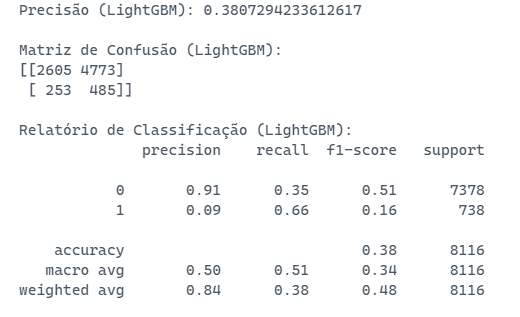 Precisão (LightGBM): 0.3807294233612617
Matriz de Confusão (LightGBM):
[[2605 4773]
[ 253  485]]
Relatório de Classificação (LightGBM):
precision    recall  f1-score   support
0       0.91      0.35      0.51      7378
1       0.09      0.66      0.16       738
accuracy                           0.38      8116
macro avg       0.50      0.51      0.34      8116
weighted avg       0.84      0.38      0.48      8116